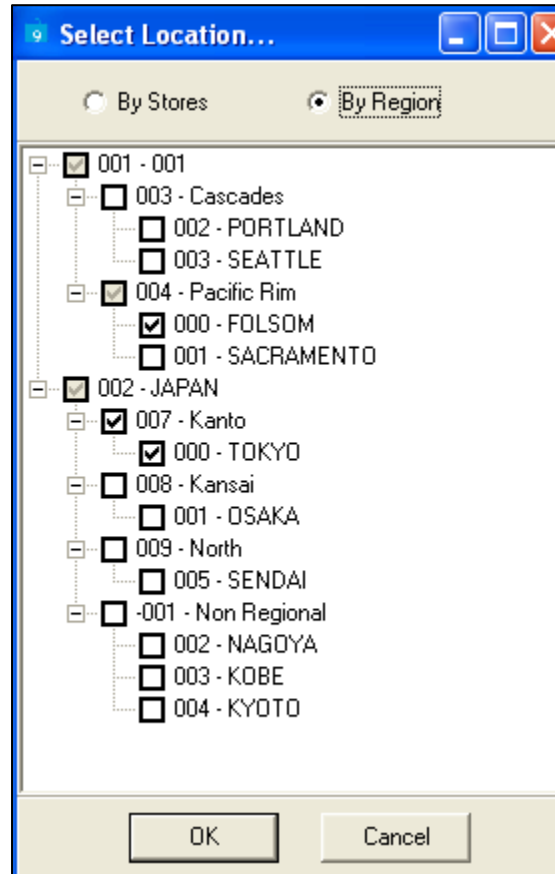 9 Select Location...
By Stores By Region
001 - 001
003 - Cascades
002 - PORTLAND
003 - SEATTLE
004 - Pacific Rim
000 - FOLSOM
001 - SACRAMENTO
002 - JAPAN
007 - Kanto
000 - TOKYO
008 - Kansai
001 - OSAKA
009 - North
005 - SENDAI
-001 - Non Regional
002 - NAGOYA
003 - KOBE
004 - KYOTO
OK Cancel